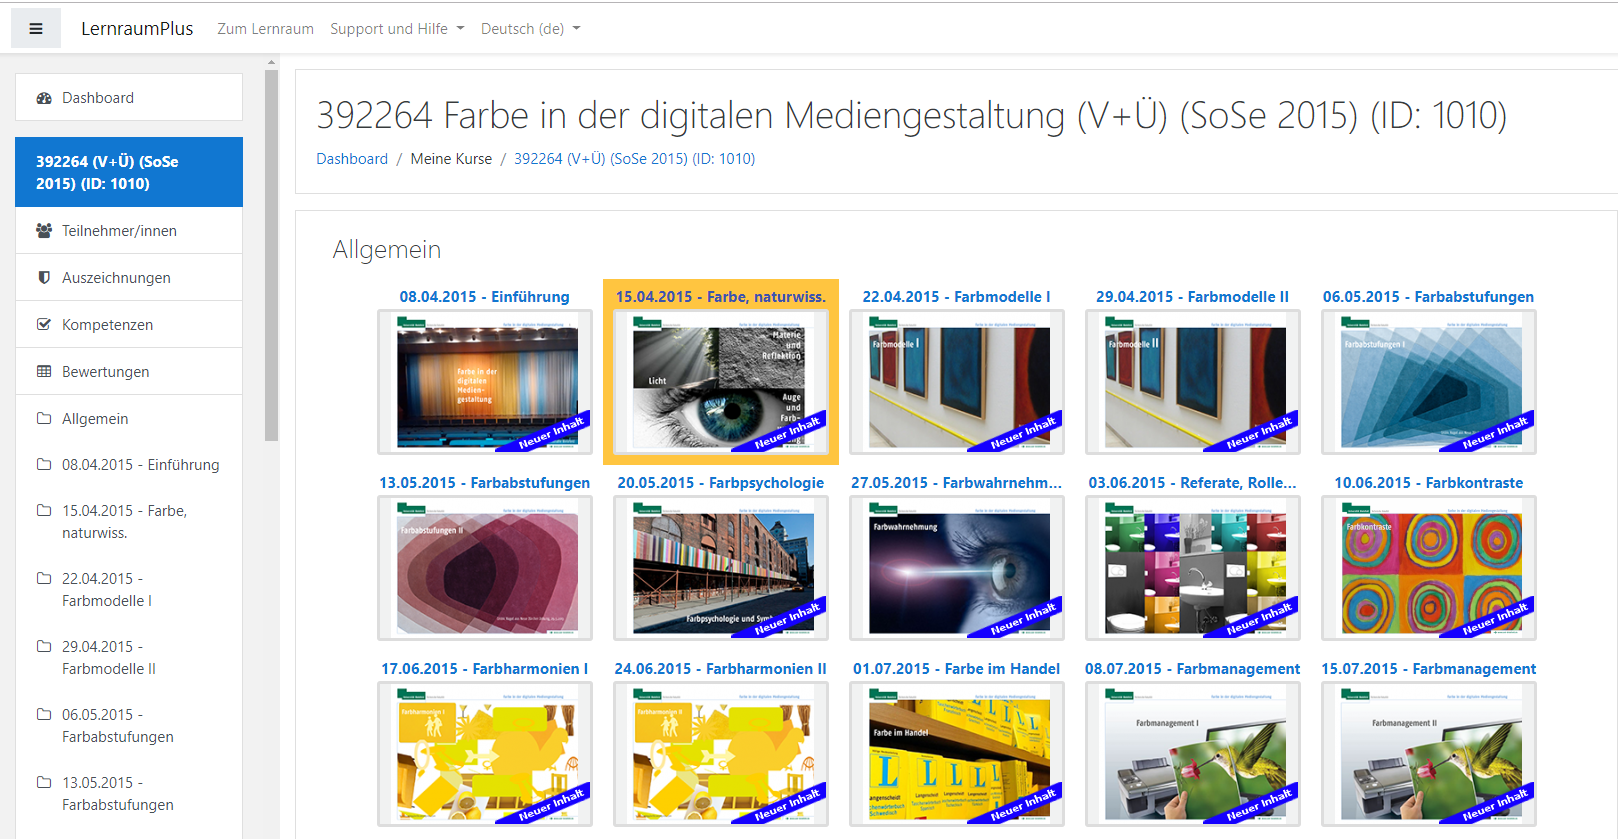 LernraumPlus Zum Lernraum Support und Hilfe Deutsch (de)
Dashboard
392264 (V+Ü) (SoSe
2015) (ID: 1010)
Teilnehmer/innen
Auszeichnungen
Kompetenzen
Bewertungen
Allgemein
08.04.2015 - Einführung
15.04.2015 - Farbe,
naturwiss.
22.04.2015 -
Farbmodelle I
29.04.2015 -
Farbmodelle II
06.05.2015 -
Farbabstufungen
13.05.2015 -
Farbabstufungen
392264 Farbe in der digitalen Mediengestaltung (V+Ü) (SoSe 2015) (ID: 1010)
Dashboard / Meine Kurse / 392264 (V+Ü) (SoSe 2015) (ID: 1010)
Allgemein
08.04.2015 - Einführung
Farbe in der
digitalen
Medien-
gestaltung
Neuer Inhalt
15.04.2015 - Farbe, naturwiss.
Materie
und
Reflektion
Licht
Auge
und
Farb-
Neuer Inhalt
22.04.2015 - Farbmodelle I
Farbmodelle I
Neuer Inhalt
29.04.2015 - Farbmodelle II
Farbmodelle II
Neuer Inhalt
06.05.2015 - Farbabstufungen
Farbabstufungen I
Neuer Inhalt
13.05.2015 - Farbabstufungen
Farbabstufungen II
20.05.2015 - Farbpsychologie
Farbpsychologie und Sym
Neuer Inhalt
27.05.2015 - Farbwahrnehm...
Farbwahrnehmung
Neuer Inhalt
03.06.2015 - Referate, Rolle...
Neuer Inhalt
10.06.2015 - Farbkontraste
Farbkontraste
Neuer Inhalt
17.06.2015 - Farbharmonien I
Farbharmonien I
Neuer Inhalt
24.06.2015 - Farbharmonien II
Farbharmonien II
Neuer Inhalt
01.07.2015 - Farbe im Handel
Farbe im Handel
L L L L L
Langenscheidt
Neuer Inhalt
08.07.2015 - Farbmanagement
Farbmanagement I
Neuer Inhalt
15.07.2015 - Farbmanagement
Farbmanagement II
Neuer Inhalt